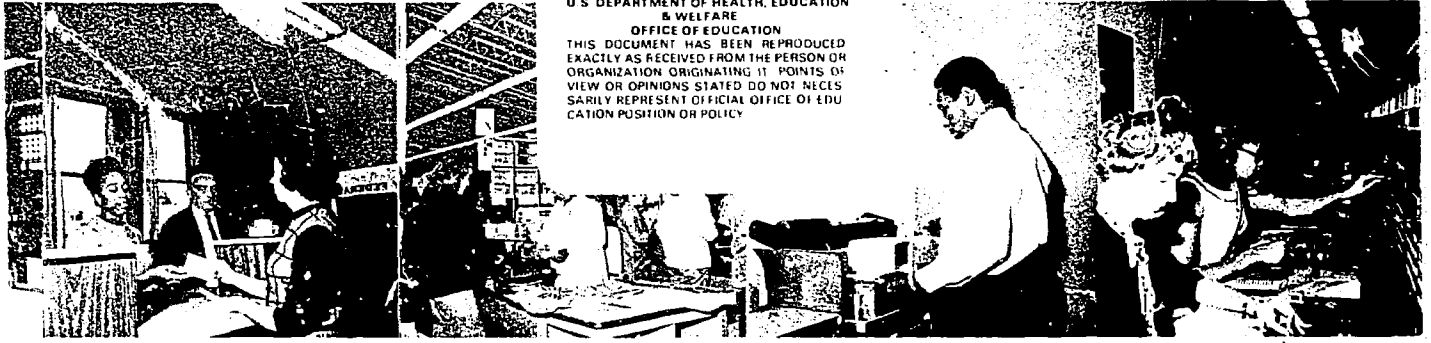 U.S DEPARTMENT OF HEALTH, EDUCATION
& WELFARE
OFFICE OF EDUCATION
THIS DOCUMENT HAS BEEN REPRODUCED
EXACTLY AS RECEIVED FROM THE PERSON OR
ORGANIZATION ORIGINATING IT POINTS OF
VIEW OR OPINIONS STATED DO NOT NECES
SARILY REPRESENT OFFICIAL OFFICE OF EDU
CATION POSITION OR POLICY